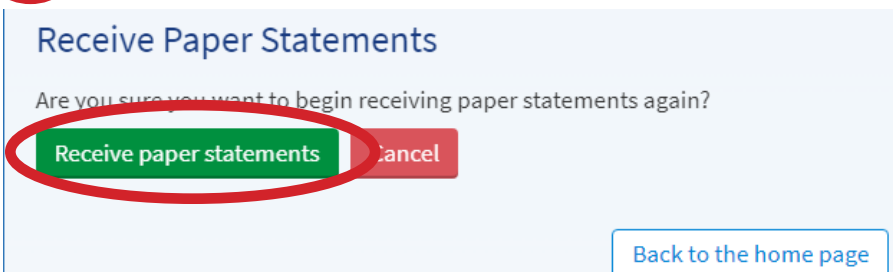 Receive Paper Statements
Are you sure you want to begin receiving paper statements again?
Receive paper statements Cancel
Back to the home page